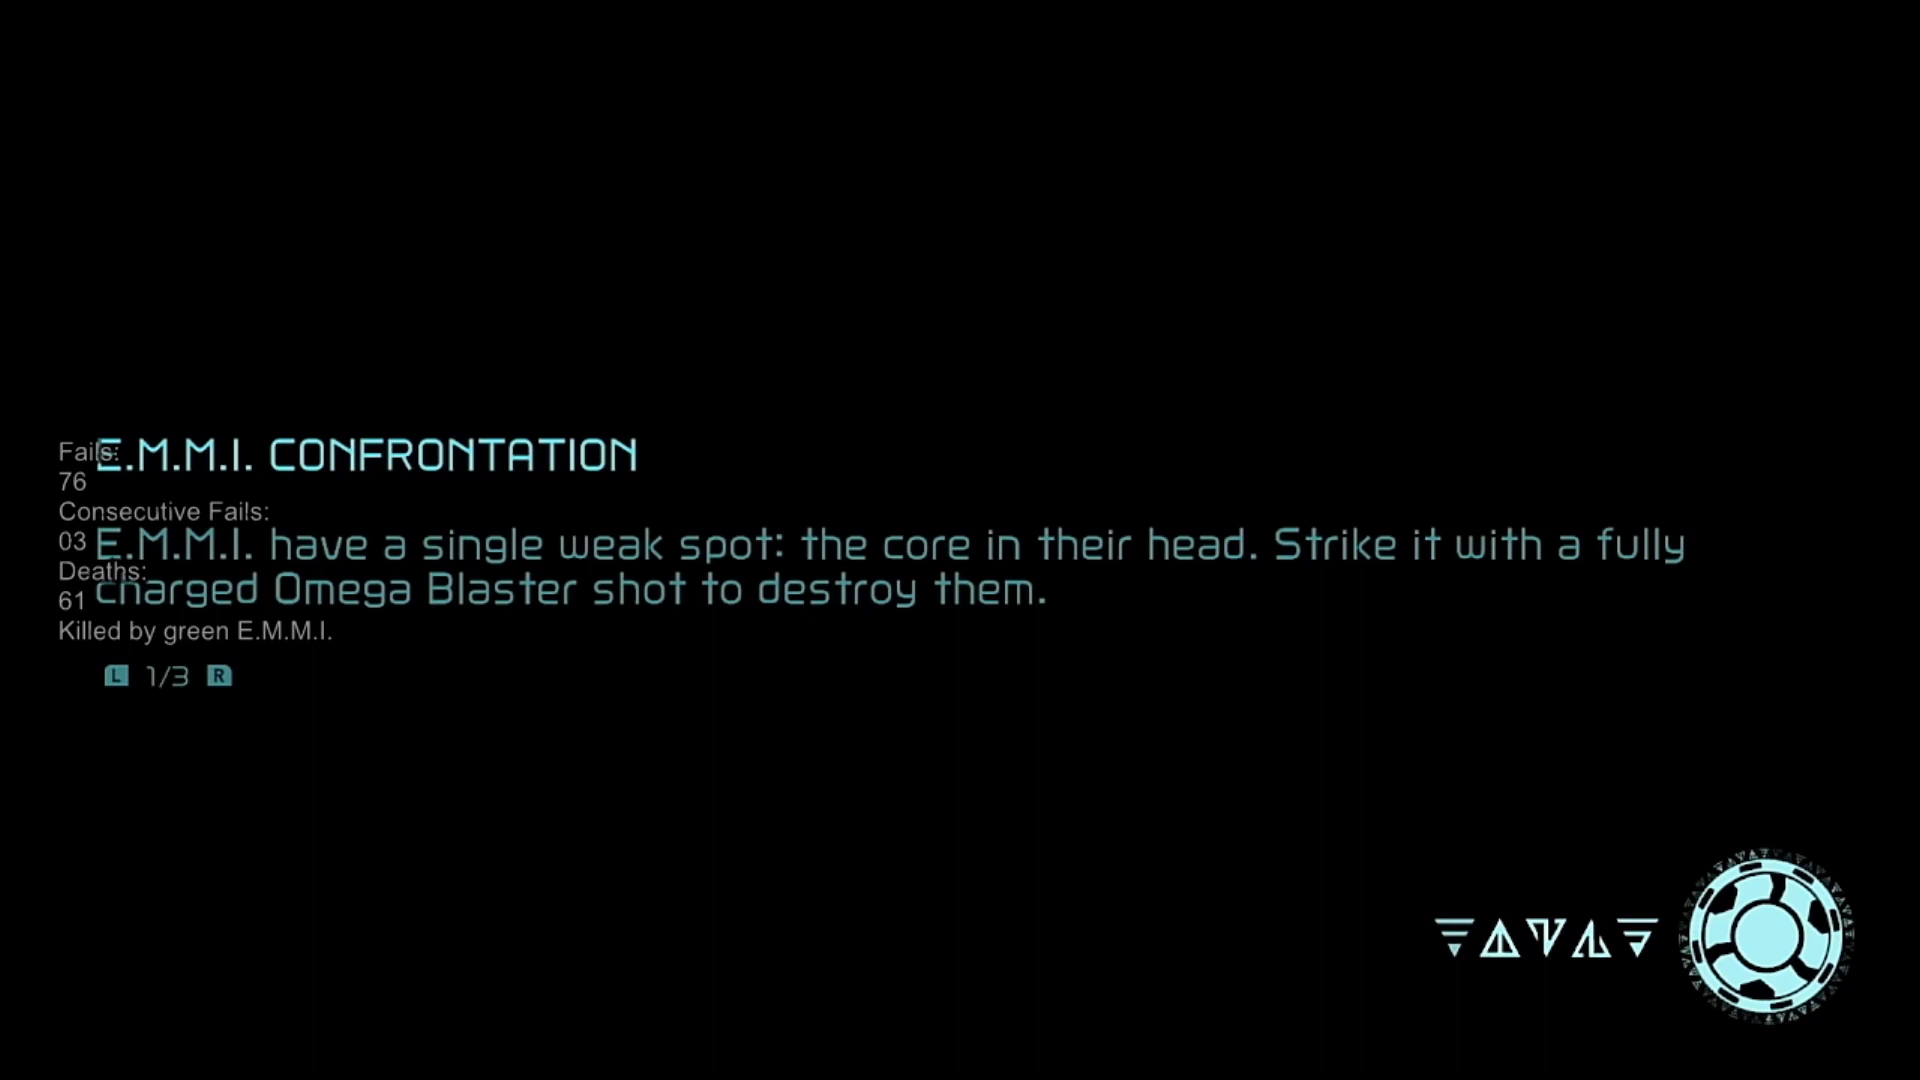 Fails:
E.M.M.I. CONFRONTATION
76
Consecutive Fails:
03
E.M.M.I. have a single weak spot: the core in their head. Strike it with a fully
Deaths:
charged Omega Blaster shot to destroy them.
61
Killed by green E.M.M.I.
L 1/3 R